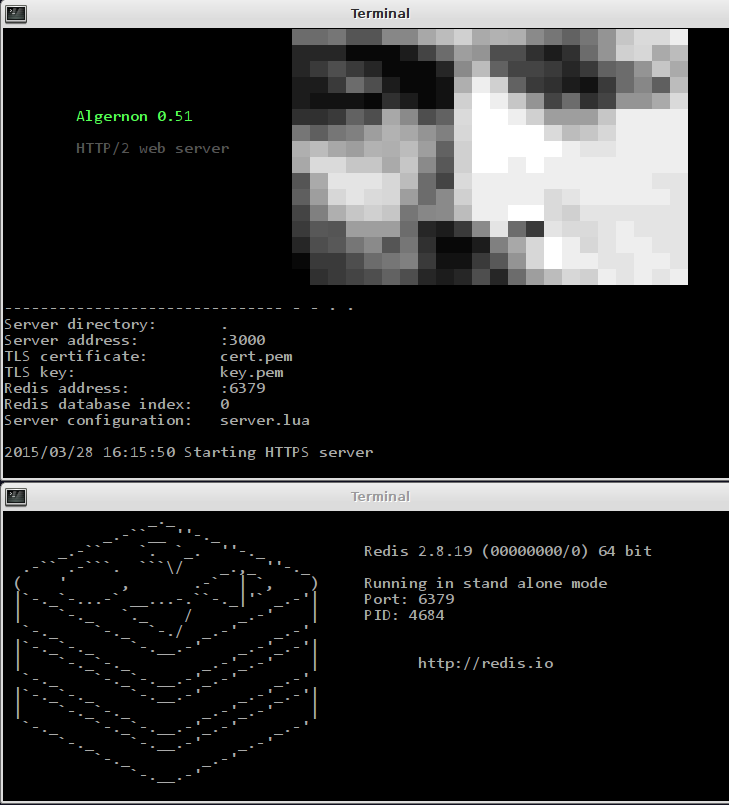 Terminal
Algernon 0.51
HTTP/2 web server
------------------------------- - - · ·
Server directory:       .
Server address:         :3000
TLS certificate:        cert.pem
TLS key:                key.pem
Redis address:          :6379
Redis database index:   0
Server configuration:   server.lua
2015/03/28 16:15:50 Starting HTTPS server
Terminal
Redis 2.8.19 (00000000/0) 64 bit
Running in stand alone mode
Port: 6379
PID: 4684
http://redis.io